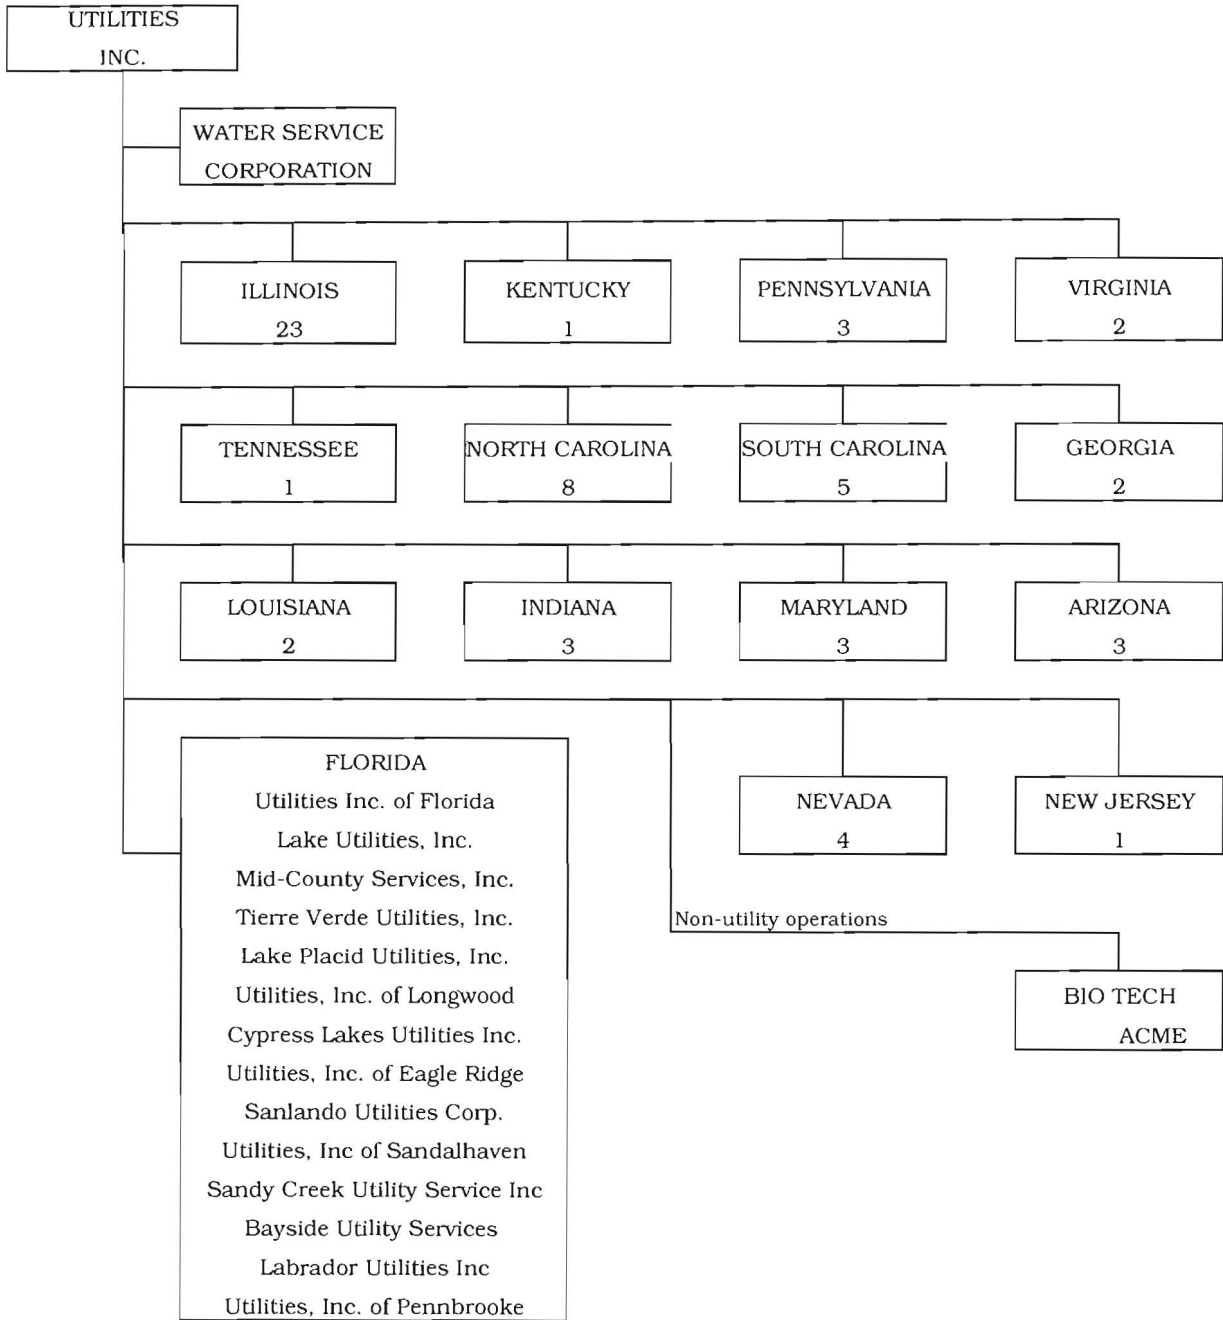 UTILITIES
INC.
WATER SERVICE
CORPORATION
ILLINOIS
23
KENTUCKY
1
PENNSYLVANIA
3
VIRGINIA
2
TENNESSEE
1
NORTH CAROLINA
8
SOUTH CAROLINA
5
GEORGIA
2
LOUISIANA
2
INDIANA
3
MARYLAND
3
ARIZONA
3
FLORIDA
Utilities Inc. of Florida
Lake Utilities, Inc.
Mid-County Services, Inc.
Tierre Verde Utilities, Inc.
Lake Placid Utilities, Inc.
Utilities, Inc. of Longwood
Cypress Lakes Utilities Inc.
Utilities, Inc. of Eagle Ridge
Sanlando Utilities Corp.
Utilities, Inc of Sandalhaven
Sandy Creek Utility Service Inc
Bayside Utility Services
Labrador Utilities Inc
Utilities, Inc. of Pennbrooke
NEVADA
4
NEW JERSEY
1
Non-utility operations
BIO TECH
ACME